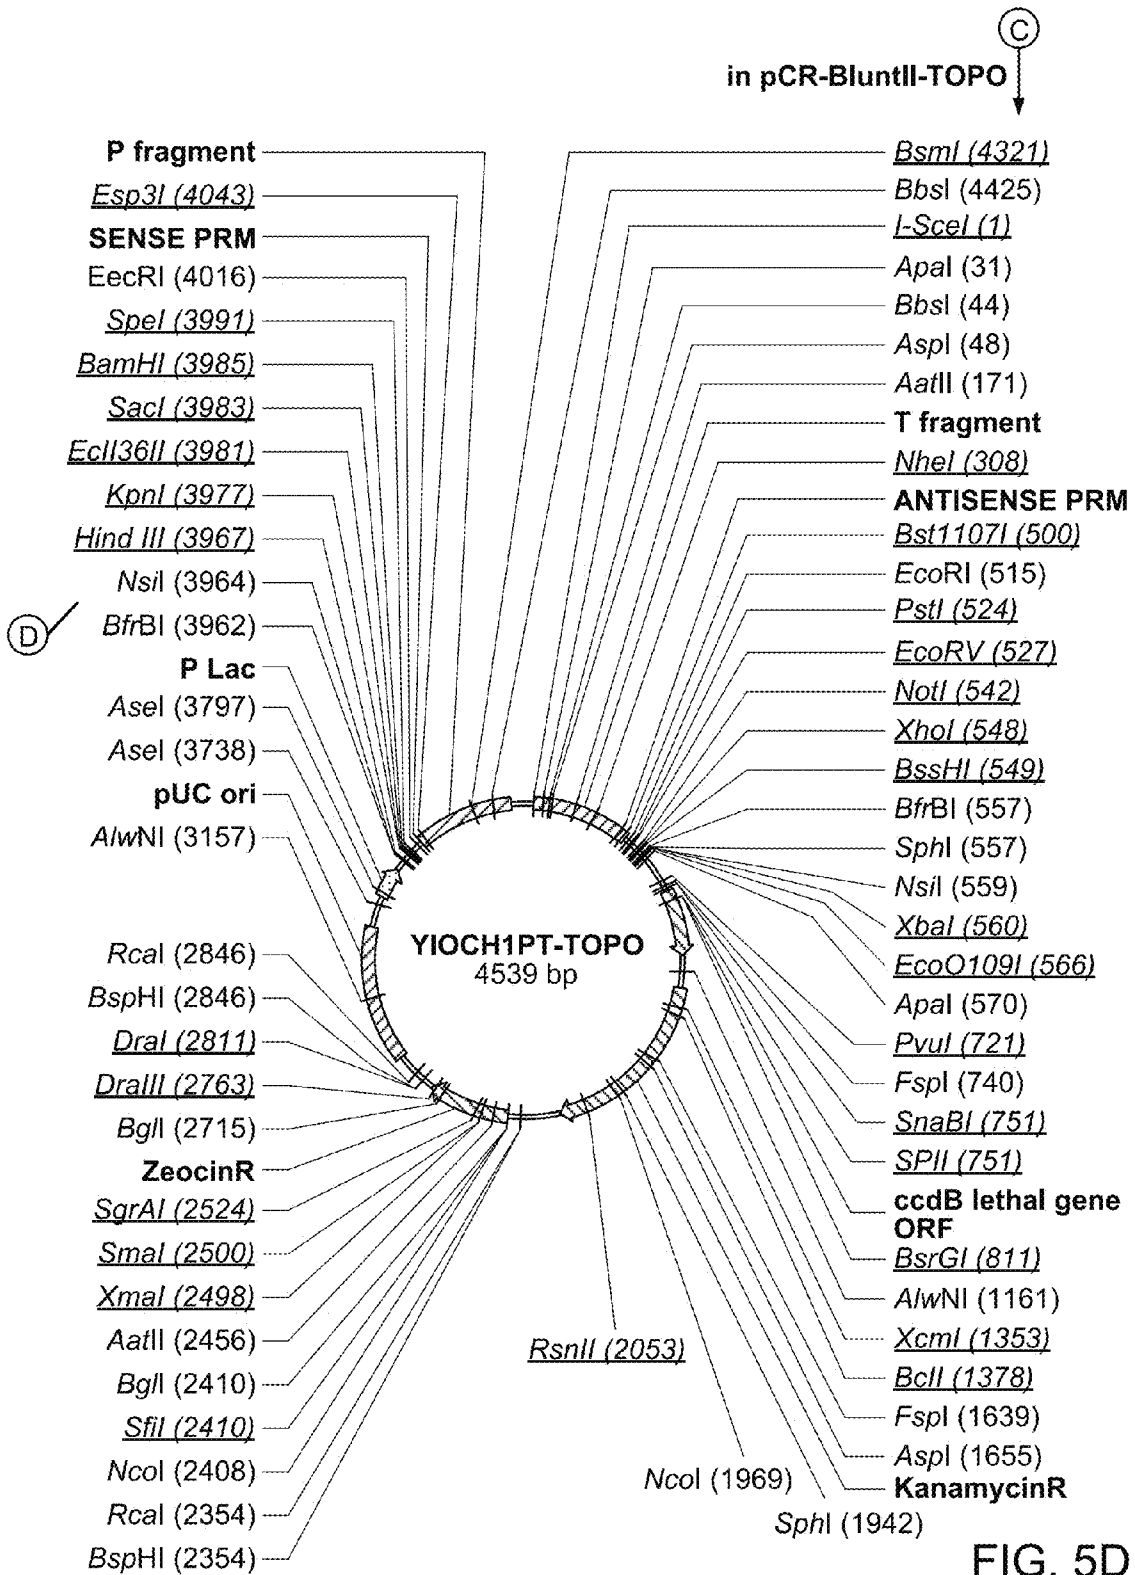 C
in pCR-BluntII-TOPO
P fragment
Esp3I (4043)
SENSE PRM
EecRI (4016)
SpeI (3991)
BamHI (3985)
SacI (3983)
EclI36II (3981)
KpnI (3977)
Hind III (3967)
NsiI (3964)
BfrBI (3962)
D
P Lac
AseI (3797)
AseI (3738)
pUC ori
AlwNI (3157)
RcaI (2846)
BspHI (2846)
DraI (2811)
DraIII (2763)
BglI (2715)
ZeocinR
SgrAI (2524)
SmaI (2500)
XmaI (2498)
AatII (2456)
BglI (2410)
SfiI (2410)
NcoI (2408)
RcaI (2354)
BspHI (2354)
YIOCH1PT-TOPO
4539 bp
BsmI (4321)
BbsI (4425)
I-SceI (1)
ApaI (31)
BbsI (44)
AspI (48)
AatII (171)
T fragment
NheI (308)
ANTISENSE PRM
Bst1107I (500)
EcoRI (515)
PstI (524)
EcoRV (527)
NotI (542)
XhoI (548)
BssHI (549)
BfrBI (557)
SphI (557)
NsiI (559)
XbaI (560)
EcoO109I (566)
ApaI (570)
PvuI (721)
FspI (740)
SnaBI (751)
SPII (751)
ccdB lethal gene
ORF
BsrGI (811)
AlwNI (1161)
XcmI (1353)
BclI (1378)
FspI (1639)
AspI (1655)
KanamycinR
SphI (1942)
NcoI (1969)
RsnII (2053)
FIG. 5D